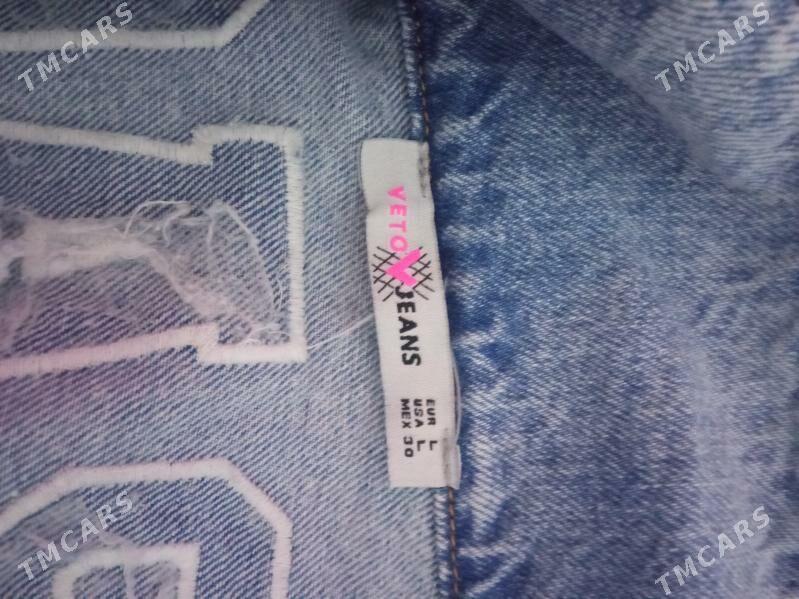 VETO
V
JEANS
EUR L
USA L
MEX 30
TMCARS
TMCARS
TMCARS
TMCARS